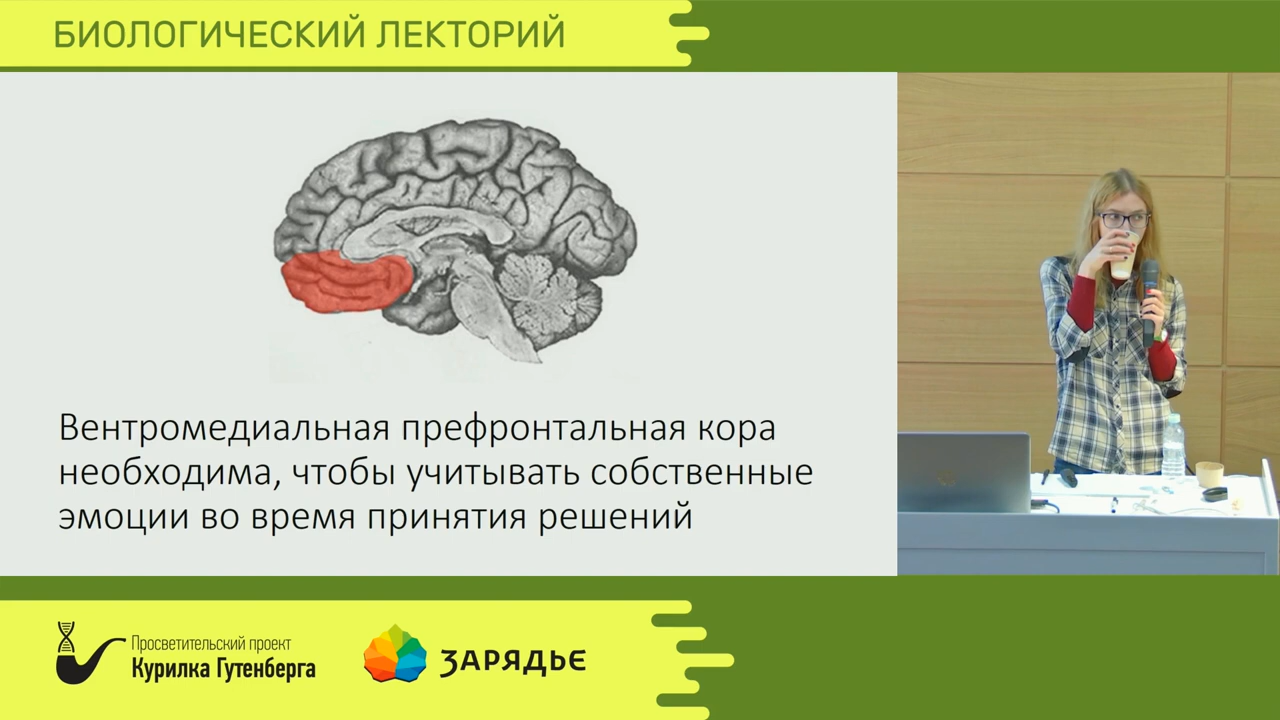 БИОЛОГИЧЕСКИЙ ЛЕКТОРИЙ
Вентромедиальная префронтальная кора
необходима, чтобы учитывать собственные
эмоции во время принятия решений
Просветительский проект
Курилка Гутенберга
ЗАРЯДЬЕ